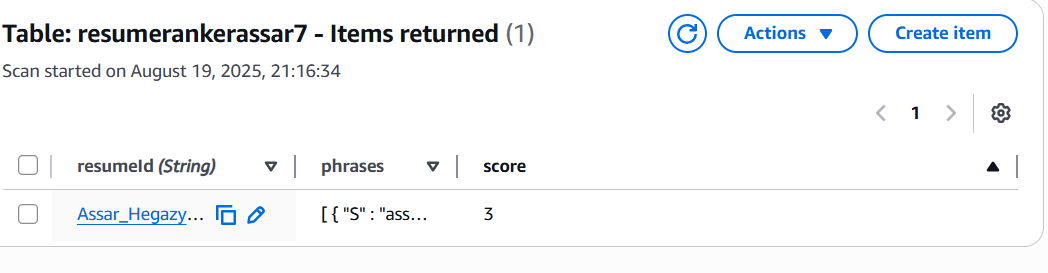 Table: resumerankerassar7 - Items returned (1)
Actions
Create item
Scan started on August 19, 2025, 21:16:34
1
resumeId (String) phrases score
Assar_Hegazy... [ { "S" : "ass... 3